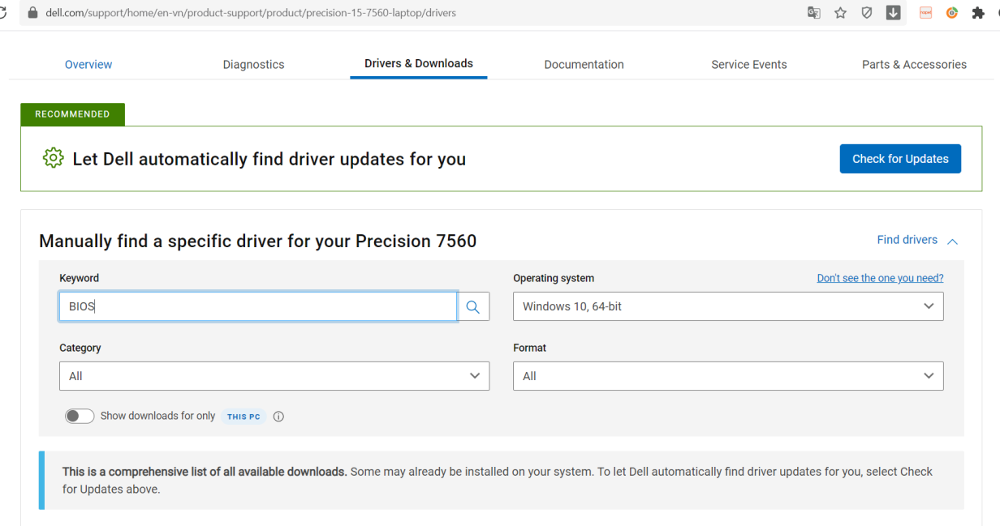 dell.com/support/home/en-vn/product-support/product/precision-15-7560-laptop/drivers
Overview Diagnostics Drivers & Downloads Documentation Service Events Parts & Accessories
RECOMMENDED
Let Dell automatically find driver updates for you Check for Updates
Manually find a specific driver for your Precision 7560 Find drivers
Keyword Operating system Don't see the one you need?
BIOS Windows 10, 64-bit
Category Format
All All
Show downloads for only THIS PC
This is a comprehensive list of all available downloads. Some may already be installed on your system. To let Dell automatically find driver updates for you, select Check
for Updates above.